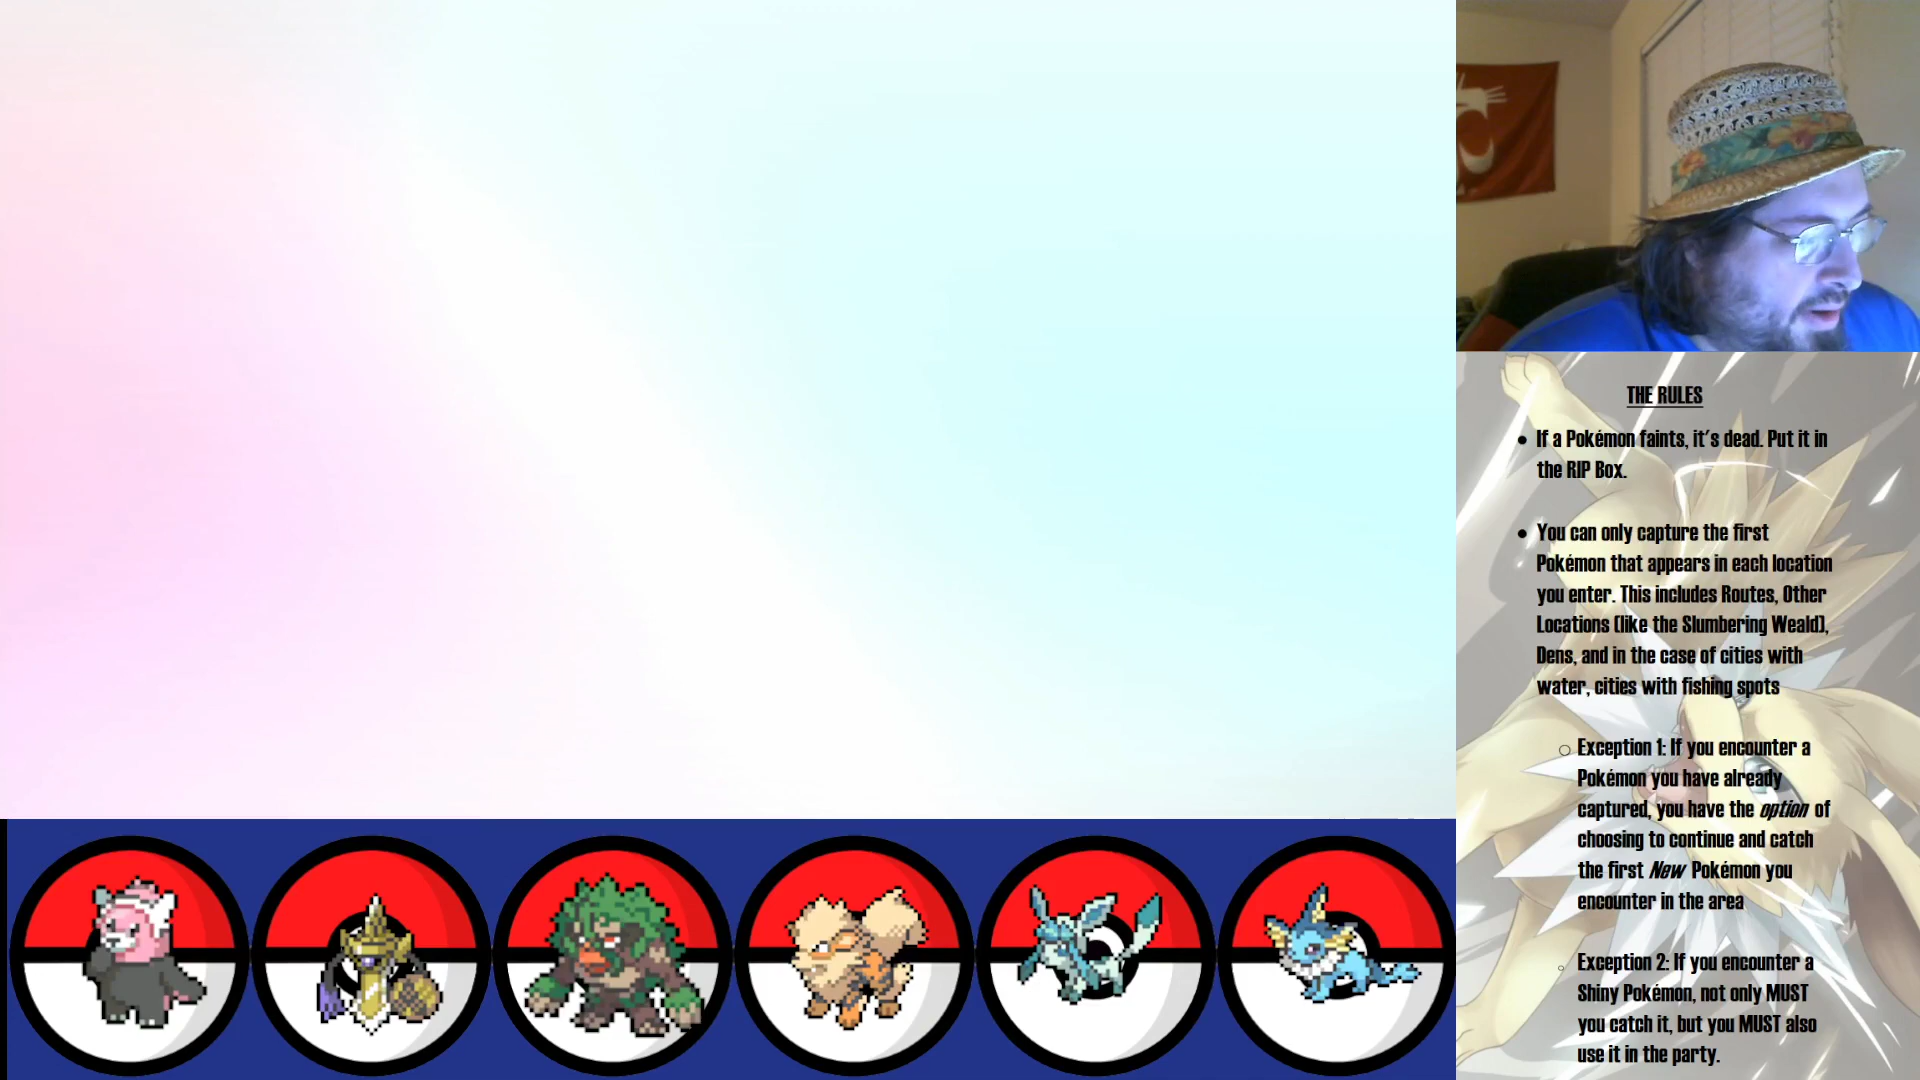 THE RULES
If a Pokémon faints, it's dead. Put it in
the RIP Box.
You can only capture the first
Pokémon that appears in each location
you enter. This includes Routes, Other
Locations (like the Slumbering Weald),
Dens, and in the case of cities with
water, cities with fishing spots
Exception 1: If you encounter a
Pokémon you have already
captured, you have the option of
choosing to continue and catch
the first New Pokémon you
encounter in the area
Exception 2: If you encounter a
Shiny Pokémon, not only MUST
you catch it, but you MUST also
use it in the party.